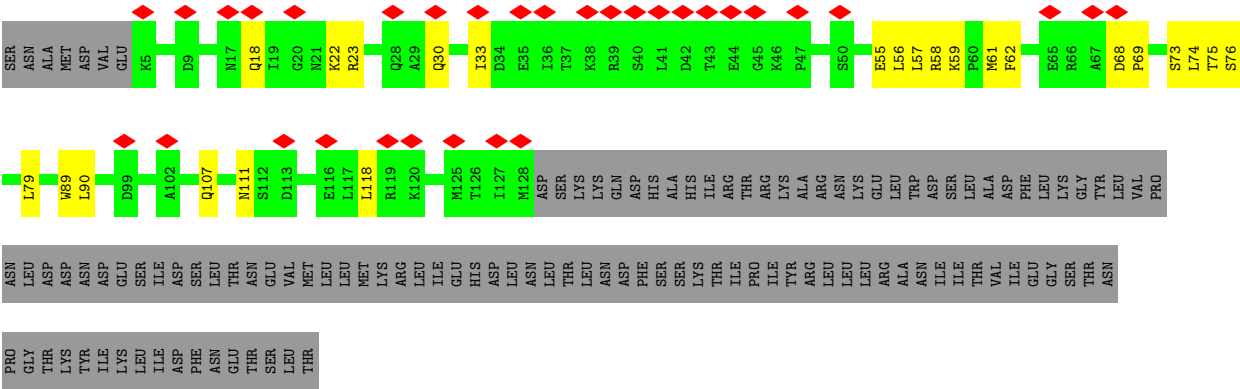 SER ASN ALA MET ASP VAL GLU K5 D9 N17 Q18 I19 G20 N21 K22 R23 Q28 A29 Q30 I33 D34 E35 I36 T37 K38 R39 S40 L41 D42 T43 E44 G45 K46 P47 S50 E55 L56 L57 R58 K59 P60 M61 F62 E65 R66 A67 D68 P69 S73 L74 T75 S76
L79 W89 L90 D99 A102 Q107 N111 S112 D113 E116 L117 L118 R119 K120 M125 T126 I127 M128 ASP SER LYS LYS GLN ASP HIS ALA HIS ILE ARG THR ARG LYS ALA ARG ASN LYS GLU LEU TRP ASP SER LEU ALA ASP PHE LEU LYS GLY TYR LEU VAL PRO
ASN LEU ASP ASP ASN ASP GLU SER ILE ASP SER LEU THR ASN GLU VAL MET LEU LEU MET LYS ARG LEU ILE GLU HIS ASP LEU ASN LEU THR LEU ASN ASP PHE SER SER LYS THR ILE PRO ILE TYR ARG LEU LEU LEU ARG ALA ASN ILE ILE THR VAL ILE GLU GLY SER THR ASN
PRO GLY THR LYS TYR ILE LYS LEU ILE ASP PHE ASN GLU THR SER LEU THR